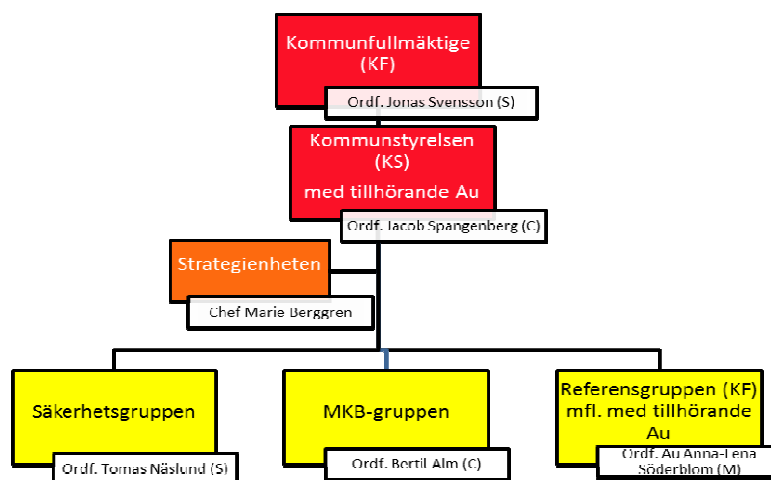 Kommunfullmäktige
(KF)
Ordf. Jonas Svensson (S)
Kommunstyrelsen
(KS)
med tillhörande Au
Ordf. Jacob Spangenberg (C)
Strategienheten
Chef Marie Berggren
Säkerhetsgruppen
Ordf. Tomas Näslund (S)
MKB-gruppen
Ordf. Bertil Alm (C)
Referensgruppen (KF)
mfl. med tillhörande
Au
Ordf. Au Anna-Lena
Söderblom (M)